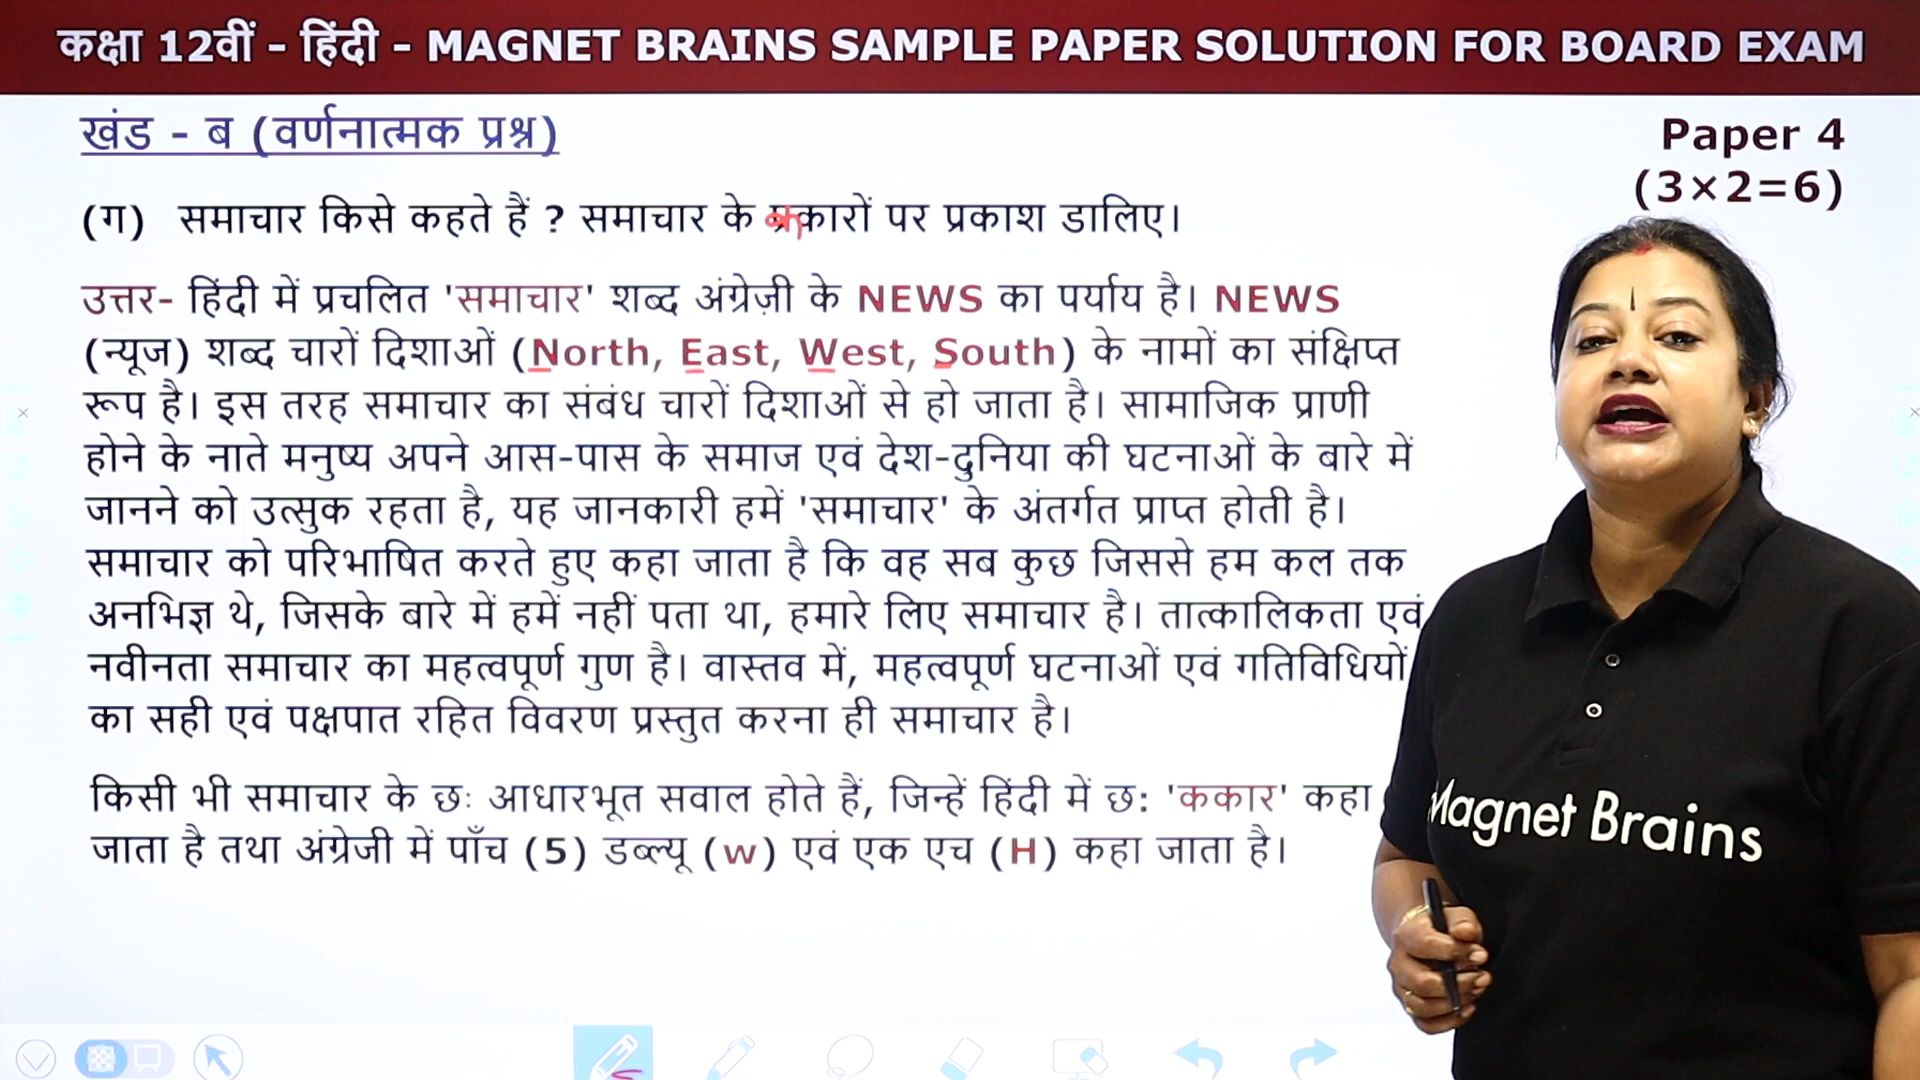 कक्षा 12वीं - हिंदी - MAGNET BRAINS SAMPLE PAPER SOLUTION FOR BOARD EXAM
खंड - ब (वर्णनात्मक प्रश्न)
Paper 4
(3×2=6)
(ग) समाचार किसे कहते हैं ? समाचार के प्रकारों पर प्रकाश डालिए।
उत्तर- हिंदी में प्रचलित 'समाचार' शब्द अंग्रेज़ी के NEWS का पर्याय है। NEWS
(न्यूज) शब्द चारों दिशाओं (North, East, West, South) के नामों का संक्षिप्त
रूप है। इस तरह समाचार का संबंध चारों दिशाओं से हो जाता है। सामाजिक प्राणी
होने के नाते मनुष्य अपने आस-पास के समाज एवं देश-दुनिया की घटनाओं के बारे में
जानने को उत्सुक रहता है, यह जानकारी हमें 'समाचार' के अंतर्गत प्राप्त होती है।
समाचार को परिभाषित करते हुए कहा जाता है कि वह सब कुछ जिससे हम कल तक
अनभिज्ञ थे, जिसके बारे में हमें नहीं पता था, हमारे लिए समाचार है। तात्कालिकता एवं
नवीनता समाचार का महत्वपूर्ण गुण है। वास्तव में, महत्वपूर्ण घटनाओं एवं गतिविधियों
का सही एवं पक्षपात रहित विवरण प्रस्तुत करना ही समाचार है।
किसी भी समाचार के छः आधारभूत सवाल होते हैं, जिन्हें हिंदी में छ: 'ककार' कहा
जाता है तथा अंग्रेजी में पाँच (5) डब्ल्यू (w) एवं एक एच (H) कहा जाता है।
Magnet Brains